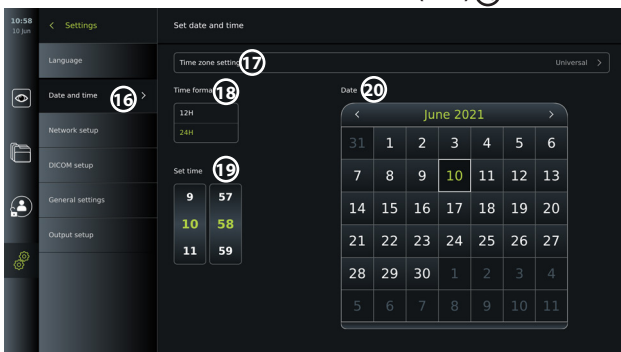 10:58
10 Jun
< Settings
Set date and time
Language
Date and time 16 >
Network setup
DICOM setup
General settings
Output setup
Time zone setting 17 Universal >
Time forma 18
12H
24H
Set time 19
9 57
10 58
11 59
Date 20
< June 2021 >
31 1 2 3 4 5 6
7 8 9 10 11 12 13
14 15 16 17 18 19 20
21 22 23 24 25 26 27
28 29 30 1 2 3 4
5 6 7 8 9 10 11